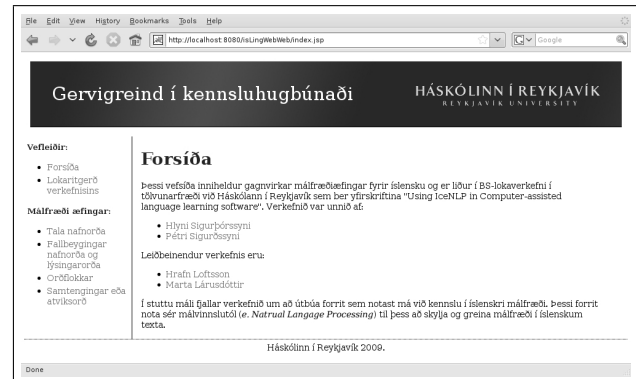 File Edit View History Bookmarks Tools Help
http://localhost:8080/isLingWebWeb/index.jsp
Google
Gervigreind í kennsluhugbúnaði
HÁSKÓLINN Í REYKJAVÍK
REYKJAVÍK UNIVERSITY
Vefleiðir:
Forsíða
Lokaritgerð
verkefnisins
Málfræði æfingar:
Tala nafnorða
Fallbeygingar
nafnorða og
lýsingarorða
Orðflokkar
Samtengingar eða
atviksorð
Forsíða
Þessi vefsíða inniheldur gagnvirkar málfræðiæfingar fyrir íslensku og er liður í BS-lokaverkefni í
tölvunarfræði við Háskólann í Reykjavík sem ber yfirskriftina "Using IceNLP in Computer-assisted
language learning software". Verkefnið var unnið af:
Hlyni Sigurþórssyni
Pétri Sigurðssyni
Leiðbeinendur verkefnis eru:
Hrafn Loftsson
Marta Lárusdóttir
Í stuttu máli fjallar verkefnið um að útbúa forrit sem notast má við kennslu í íslenskri málfræði. Þessi forrit
nota sér málvinnslutól (e. Natrual Langage Processing) til þess að skylja og greina málfræði í íslenskum
texta.
Háskólinn í Reykjavík 2009.
Done